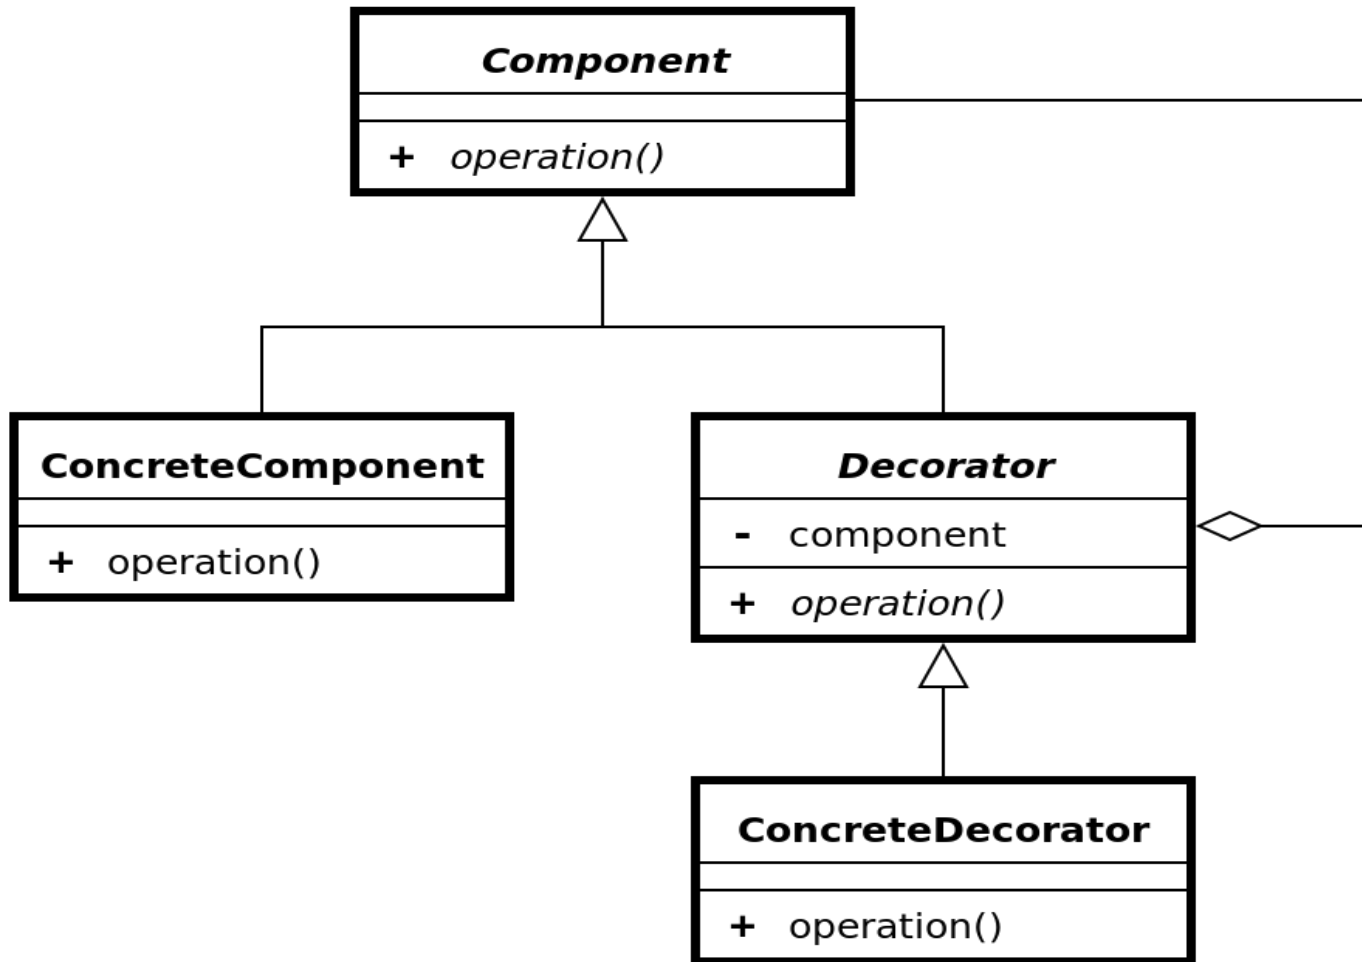 Component
+ operation()
ConcreteComponent
+ operation()
Decorator
- component
+ operation()
ConcreteDecorator
+ operation()